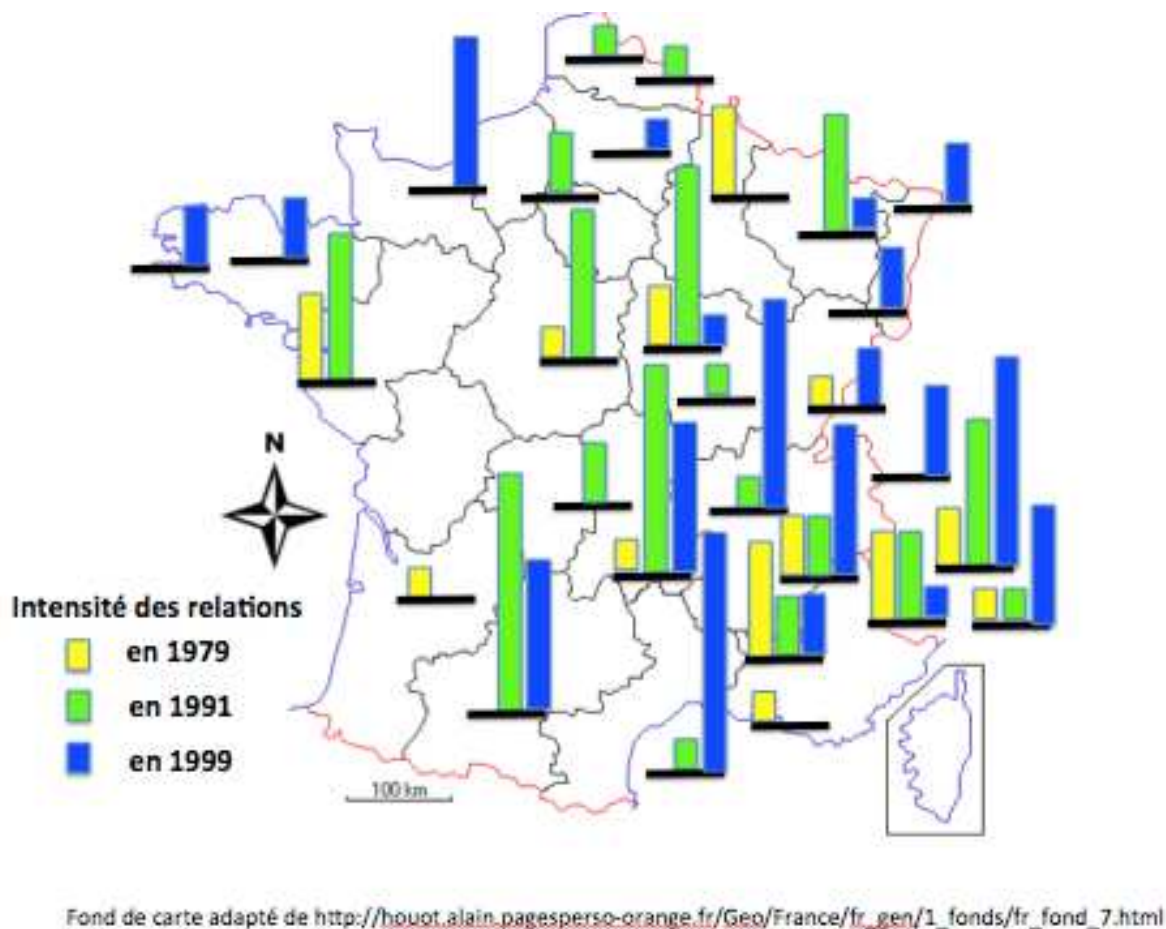 N
Intensité des relations
en 1979
en 1991
en 1999
100 km
Fond de carte adapté de http://houot.alain.pagesperso-orange.fr/Geo/France/fr_gen/1_fonds/fr_fond_7.html